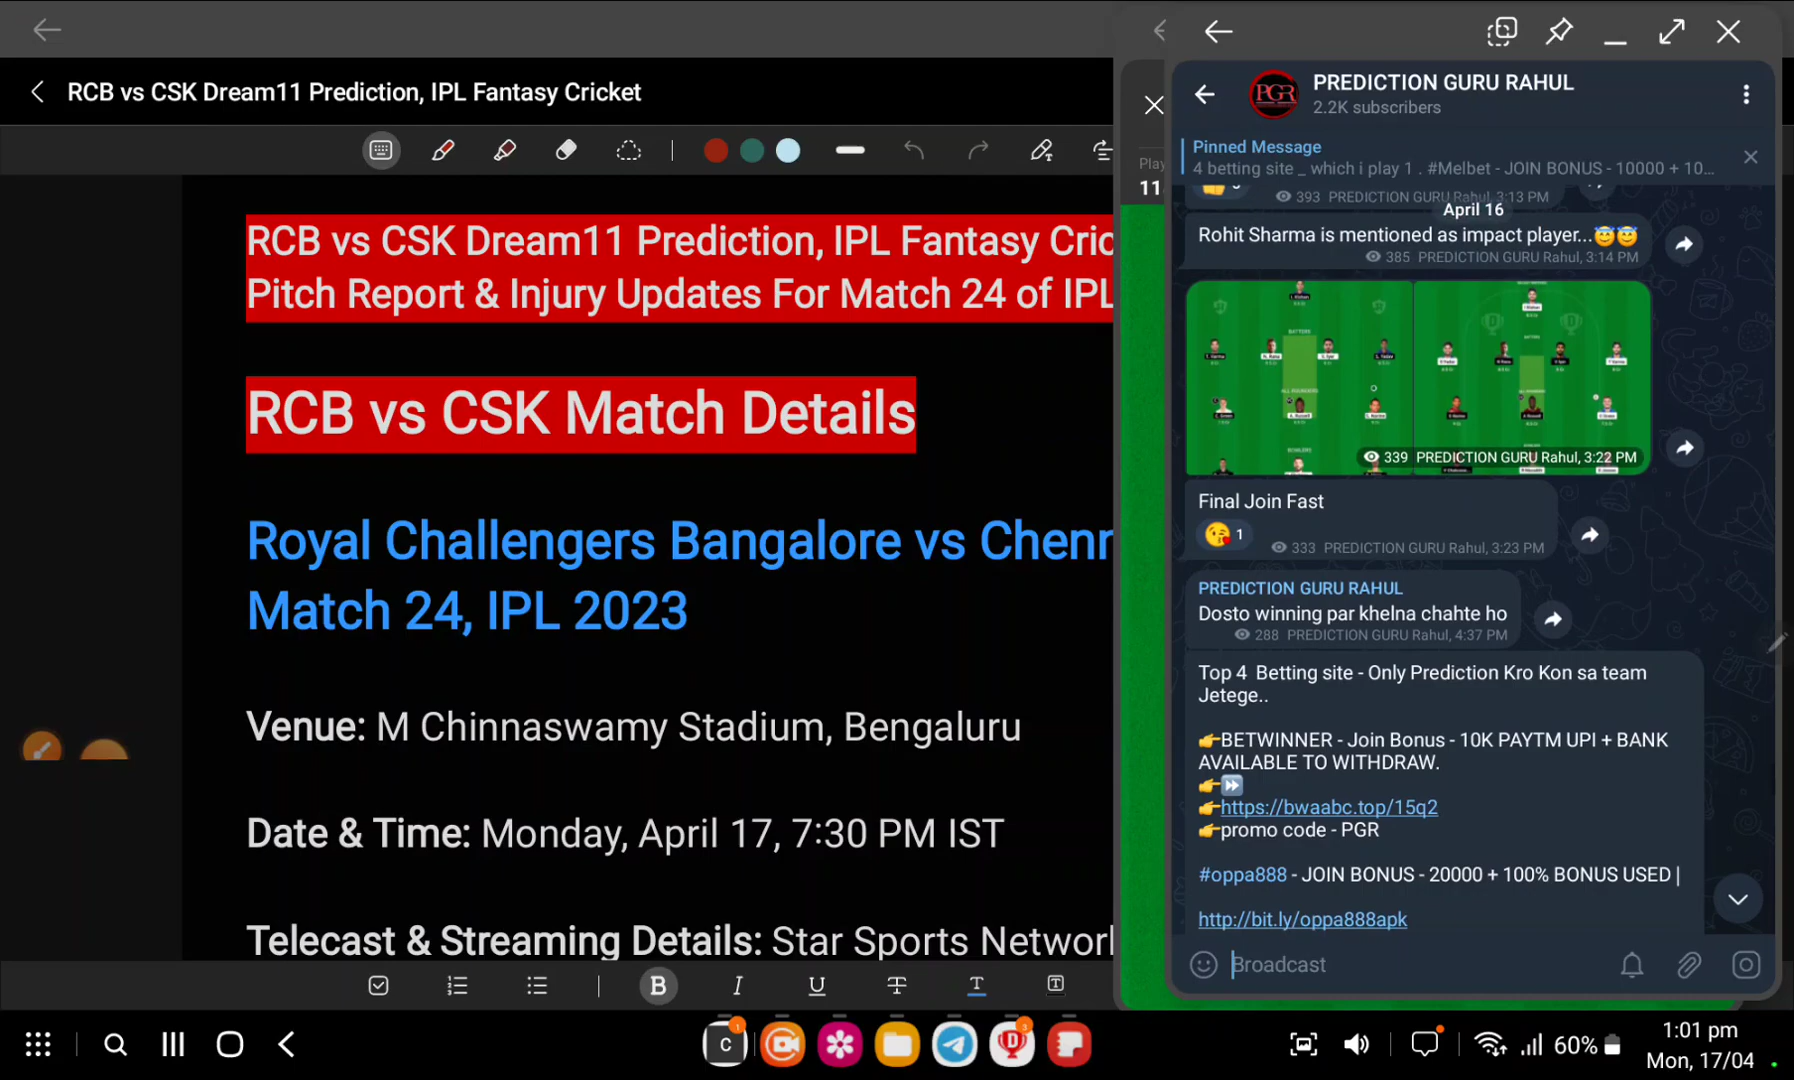 RCB vs CSK Dream11 Prediction, IPL Fantasy Cricket
RCB vs CSK Dream11 Prediction, IPL Fantasy Cric
Pitch Report & Injury Updates For Match 24 of IPL
RCB vs CSK Match Details
Royal Challengers Bangalore vs Chenn
Match 24, IPL 2023
Venue: M Chinnaswamy Stadium, Bengaluru
Date & Time: Monday, April 17, 7:30 PM IST
Telecast & Streaming Details: Star Sports Network
B I U T T T
Play
11
PGR
PREDICTION GURU RAHUL
2.2K subscribers
Pinned Message
4 betting site _ which i play 1 . #Melbet - JOIN BONUS - 10000 + 10...
393 PREDICTION GURU Rahul, 3:13 PM
April 16
Rohit Sharma is mentioned as impact player...😇😇
385 PREDICTION GURU Rahul, 3:14 PM
339 PREDICTION GURU Rahul, 3:22 PM
Final Join Fast
😘 1
333 PREDICTION GURU Rahul, 3:23 PM
PREDICTION GURU RAHUL
Dosto winning par khelna chahte ho
288 PREDICTION GURU Rahul, 4:37 PM
Top 4 Betting site - Only Prediction Kro Kon sa team
Jetege..
👉BETWINNER - Join Bonus - 10K PAYTM UPI + BANK
AVAILABLE TO WITHDRAW.
👉⏩
👉https://bwaabc.top/15q2
👉promo code - PGR
#oppa888 - JOIN BONUS - 20000 + 100% BONUS USED |
http://bit.ly/oppa888apk
Broadcast
C 1
3
60%
1:01 pm
Mon, 17/04